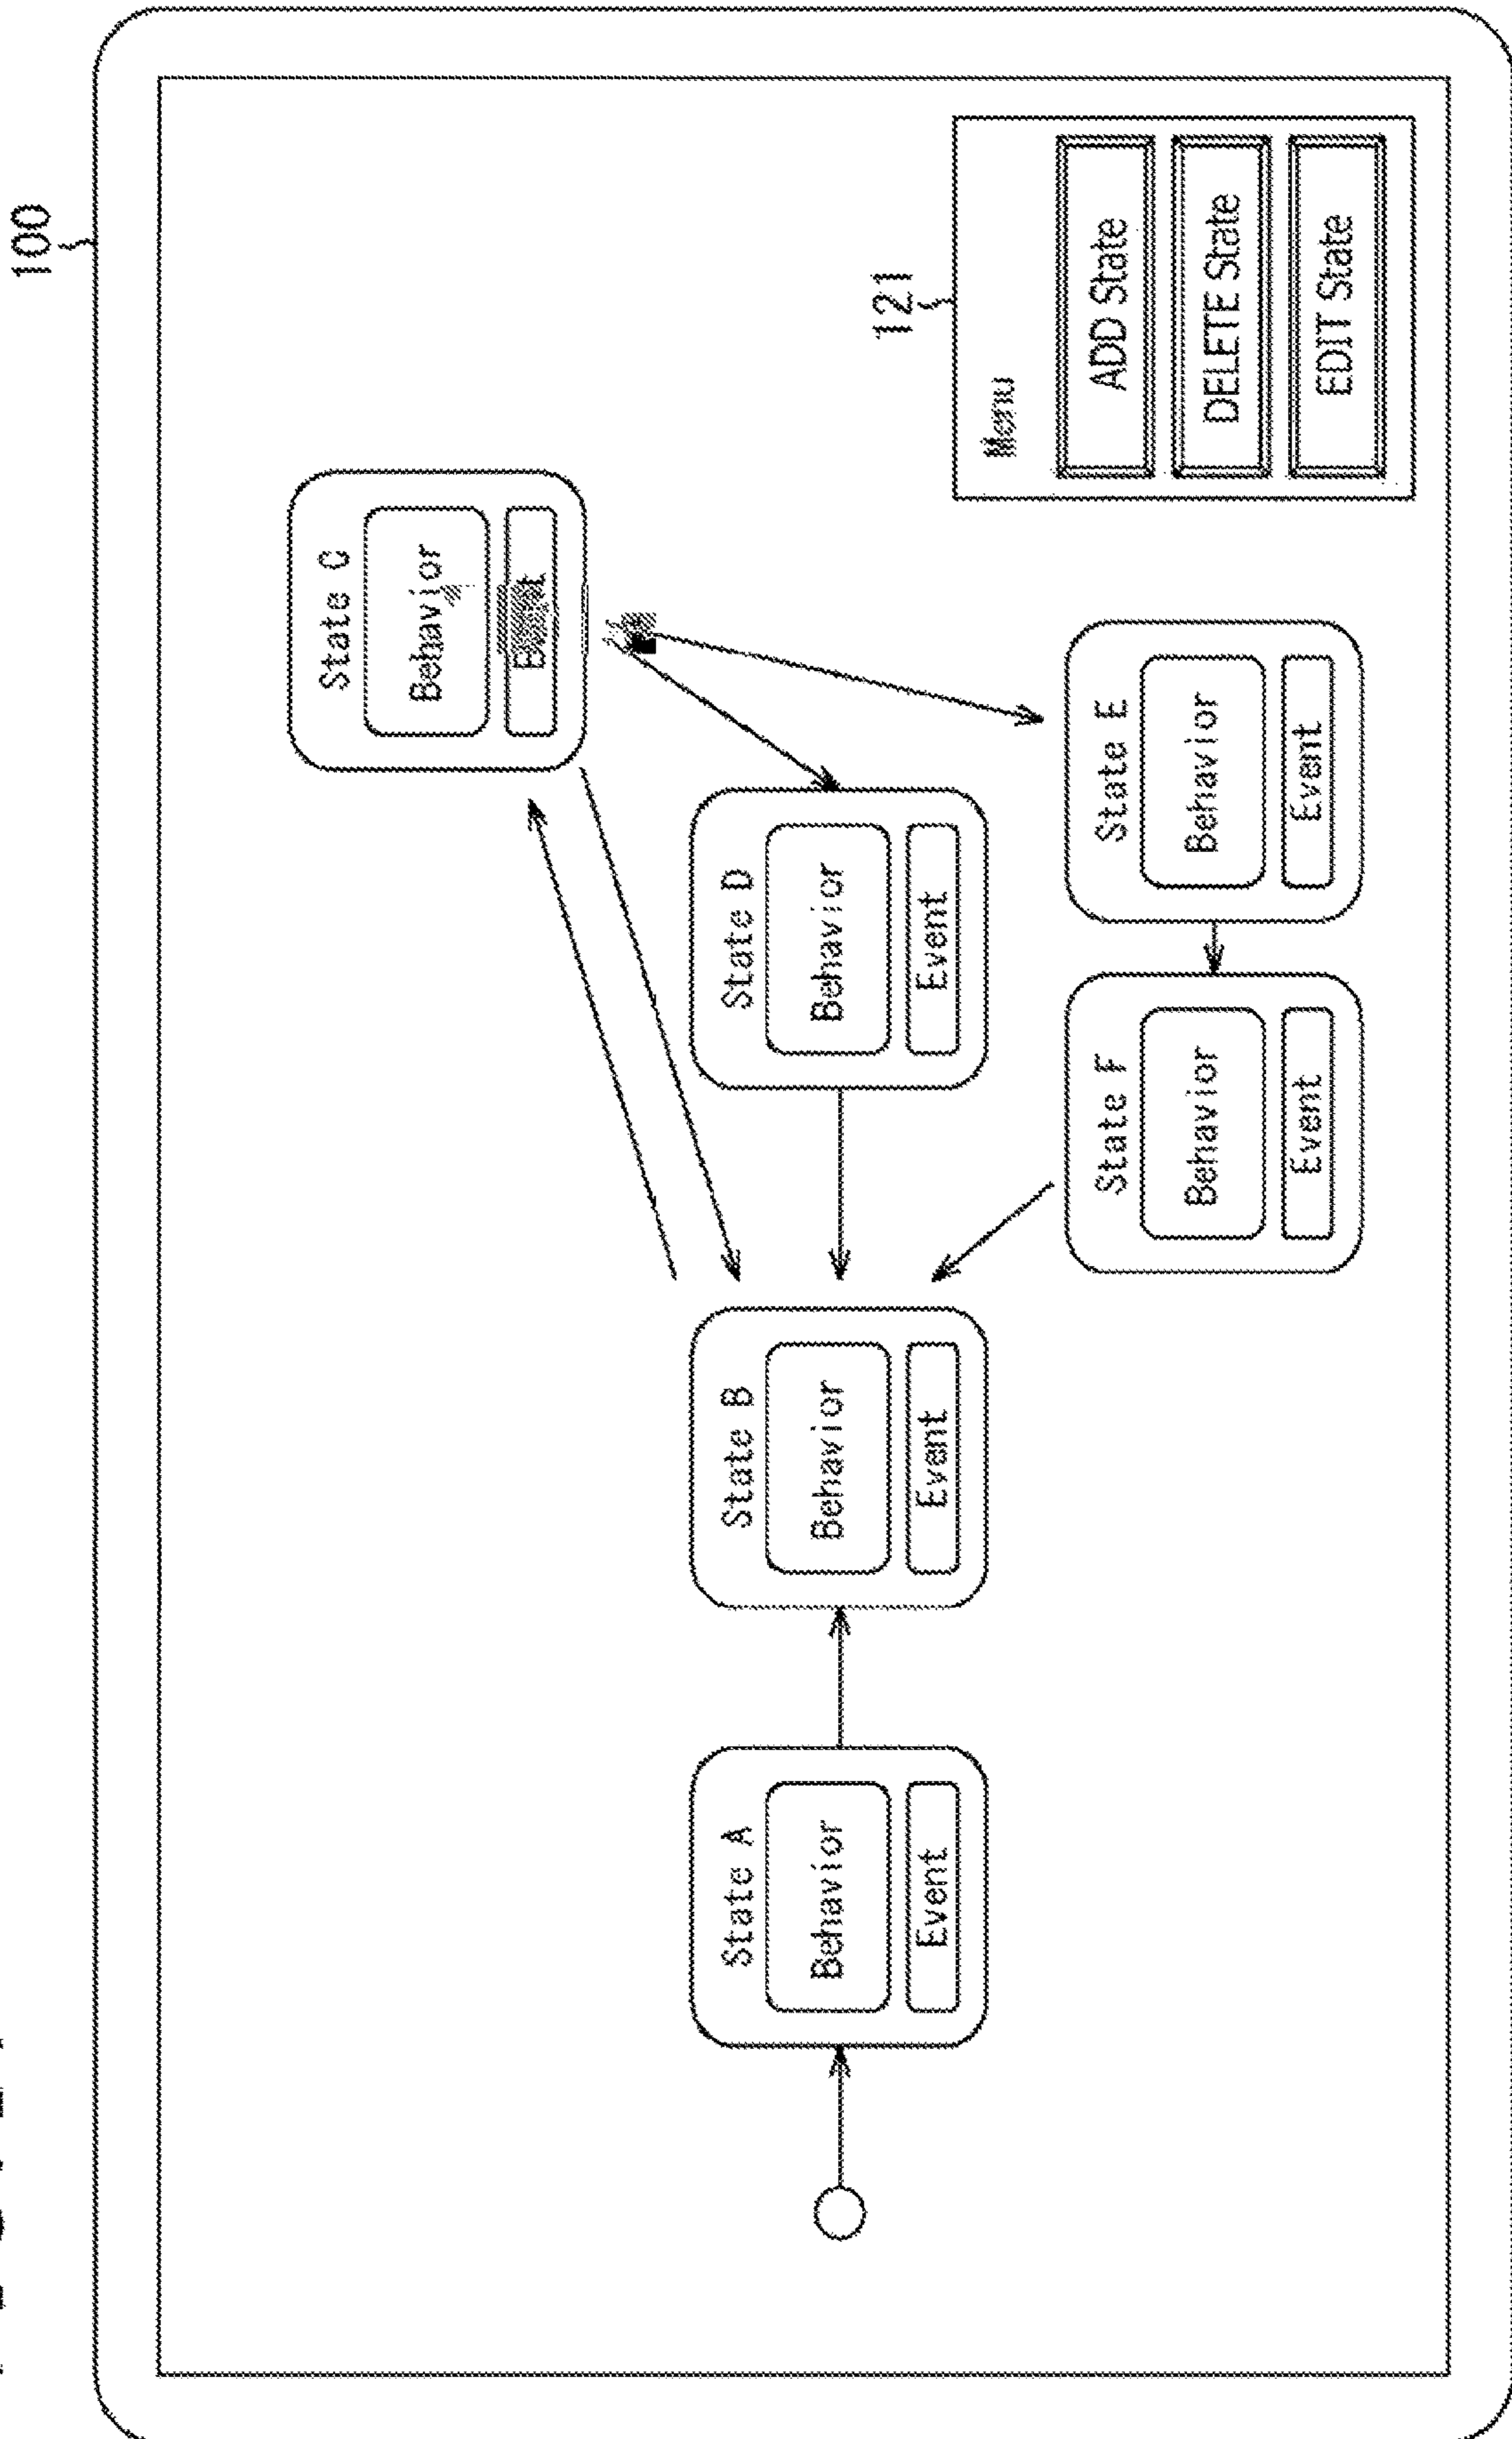 100
State C
Behavior
State A
Behavior
Event
State B
Behavior
Event
State D
Behavior
Event
State F
Behavior
Event
State E
Behavior
Event
121
Menu
ADD State
DELETE State
EDIT State